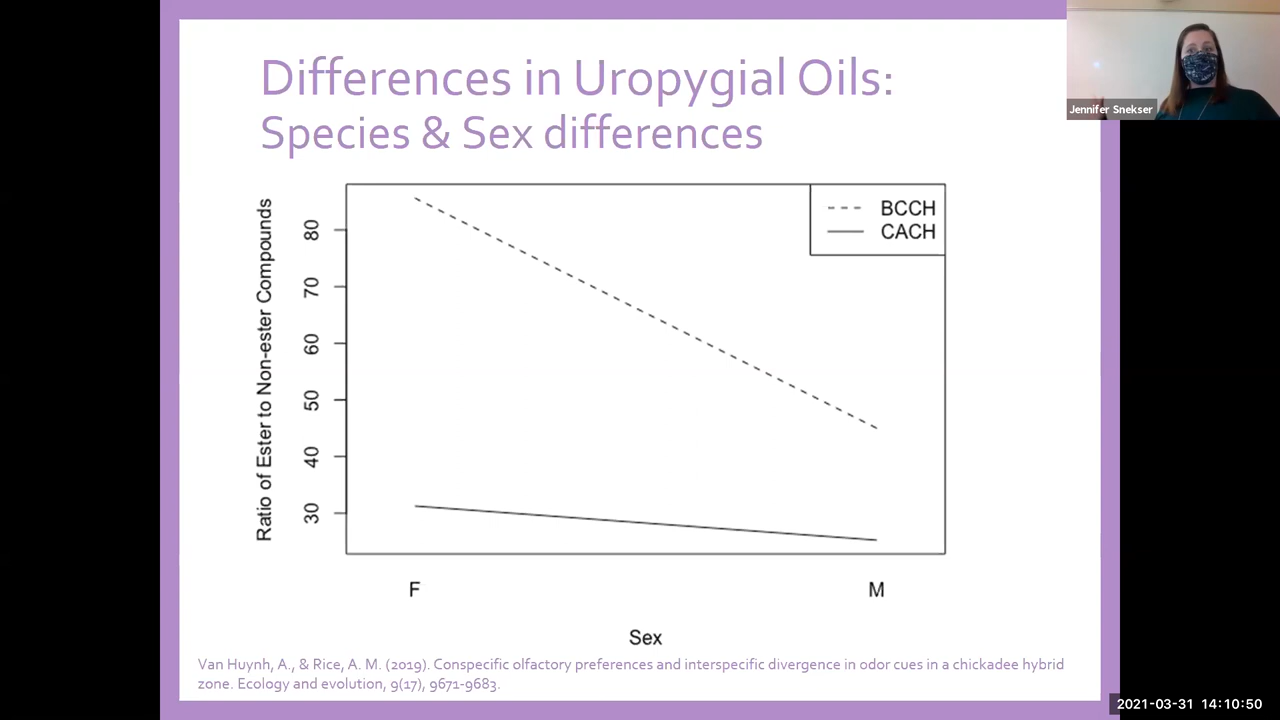 Differences in Uropygial Oils:
Species & Sex differences
Jennifer Snekser
BCCH
CACH
Ratio of Ester to Non-ester Compounds
80
70
60
50
40
30
F
M
Sex
Van Huynh, A., & Rice, A. M. (2019). Conspecific olfactory preferences and interspecific divergence in odor cues in a chickadee hybrid
zone. Ecology and evolution, 9(17), 9671-9683.
2021-03-31 14:10:50